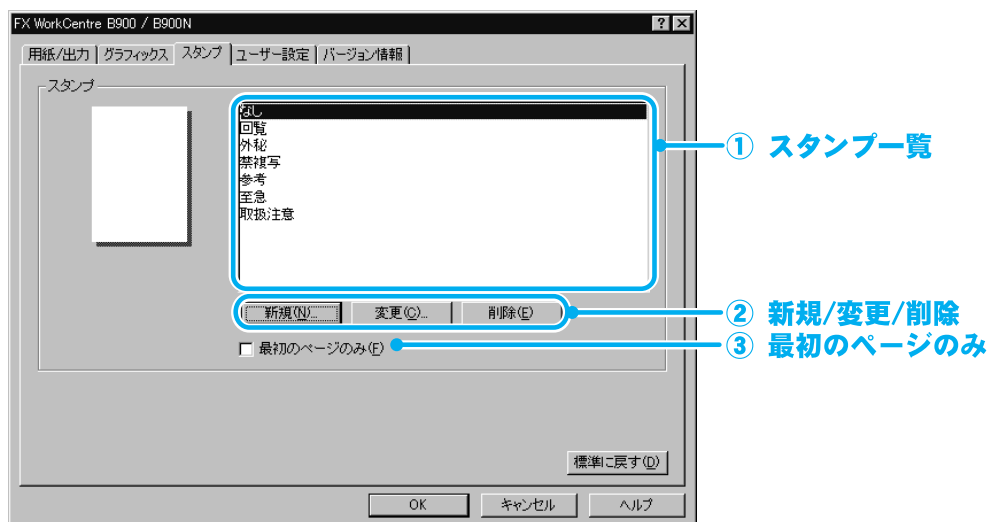 FX WorkCentre B900 / B900N
? ×
用紙/出力 グラフィックス スタンプ ユーザー設定 バージョン情報
スタンプ
なし
回覧
外秘
禁複写
参考
至急
取扱注意
① スタンプ一覧
新規(N)... 変更(C)... 削除(E)
② 新規/変更/削除
最初のページのみ(F)
③ 最初のページのみ
標準に戻す(D)
OK キャンセル ヘルプ